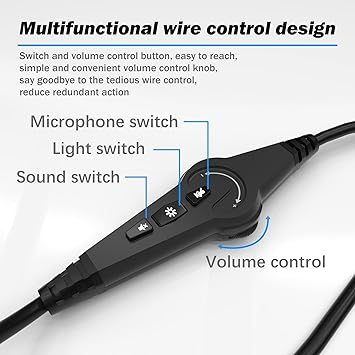 Multifunctional wire control design
Switch and volume control button, easy to reach,
simple and convenient volume control knob,
say goodbye to the tedious wire control,
reduce redundant action
Microphone switch
Light switch
Sound switch
Volume control